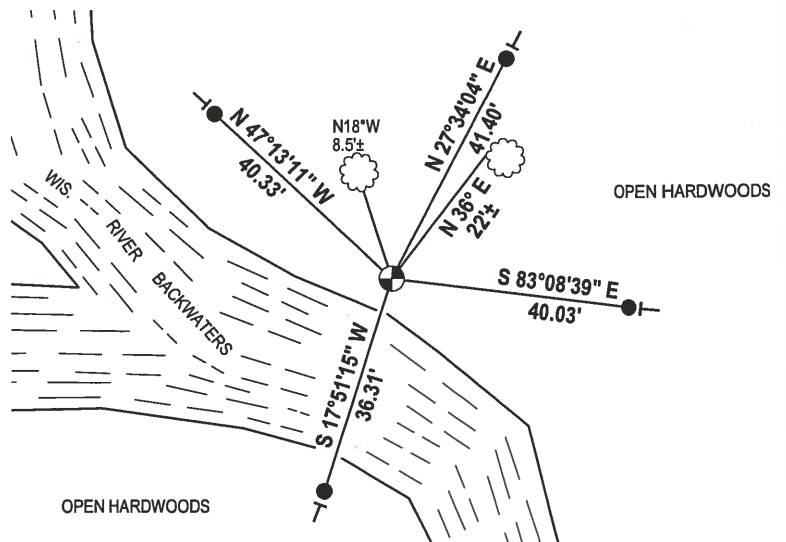 N 27°34'04" E
41.40'
N18°W
8.5'±
N 47°13'11" W
40.33'
N 36° E
22'±
OPEN HARDWOODS
WIS.
RIVER
BACKWATERS
S 83°08'39" E
40.03'
S 17°51'15" W
36.31'
OPEN HARDWOODS